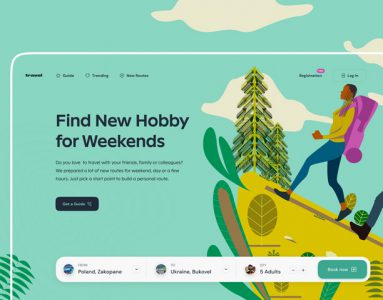 travel
Guide
Trending
New Routes
Registration
Log In
Find New Hobby
for Weekends
Do you love to travel with your friends, family or colleagues?
We prepared a lot of new routes for weekend, day or a few
hours. Just pick a start point to build a personal route.
Get a Guide
FROM
Poland, Zakopane
TO
Ukraine, Bukovel
QTY
5 Adults
Book now